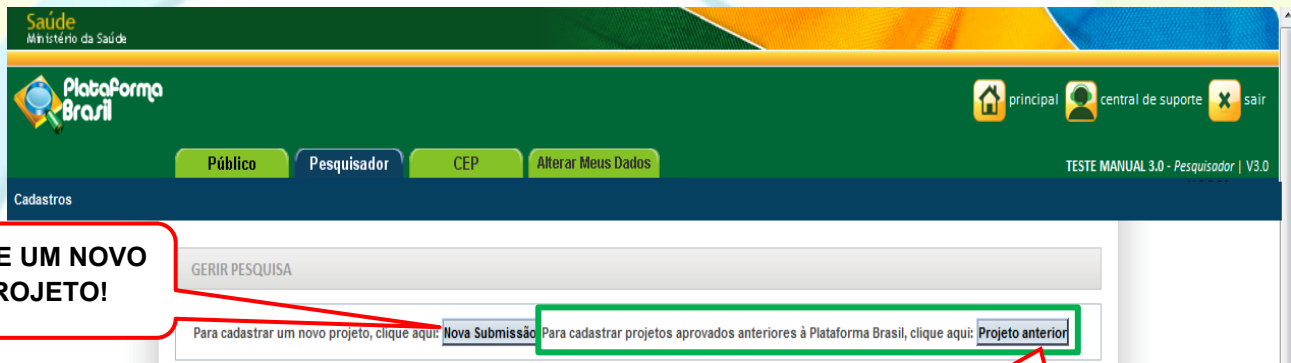 Saúde
Ministério da Saúde
Plataforma
Brasil
principal central de suporte x sair
Público Pesquisador CEP Alterar Meus Dados
TESTE MANUAL 3.0 - Pesquisador | V3.0
Cadastros
E UM NOVO
ROJETO!
GERIR PESQUISA
Para cadastrar um novo projeto, clique aqui: Nova Submissão Para cadastrar projetos aprovados anteriores à Plataforma Brasil, clique aqui: Projeto anterior